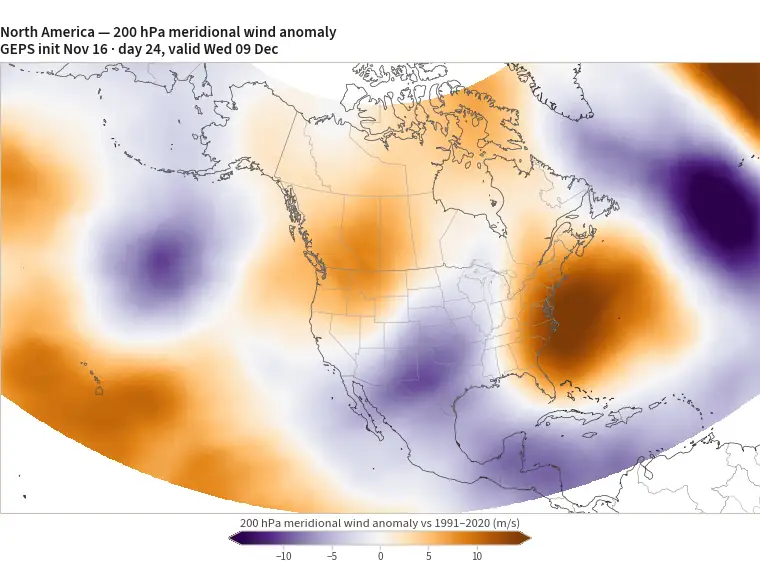 North America — 200 hPa meridional wind anomaly
GEPS init Nov 16 · day 24, valid Wed 09 Dec
200 hPa meridional wind anomaly vs 1991–2020 (m/s)
−10 −5 0 5 10